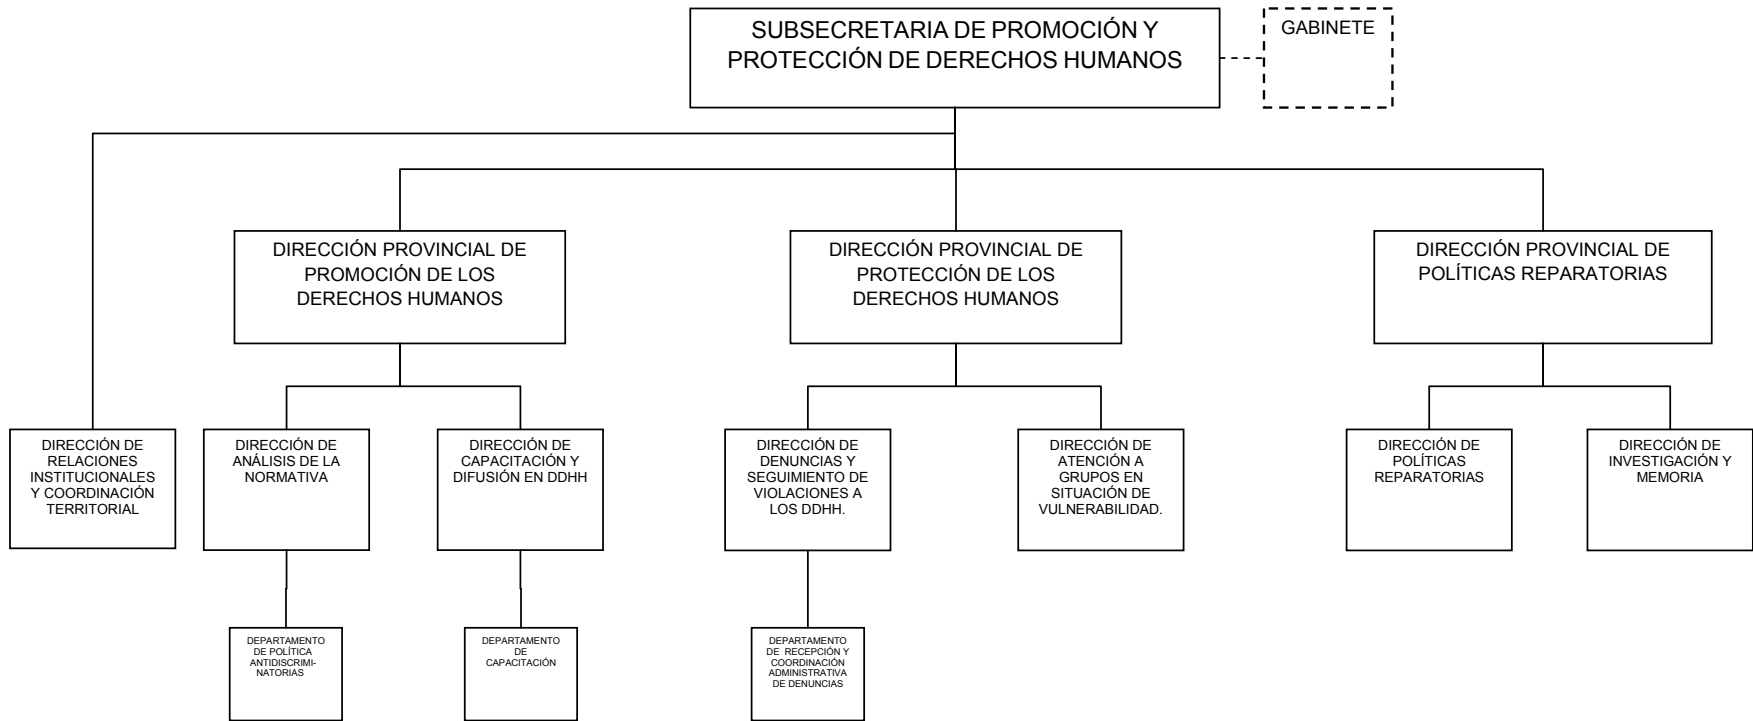 SUBSECRETARIA DE PROMOCIÓN Y
PROTECCIÓN DE DERECHOS HUMANOS
GABINETE
DIRECCIÓN PROVINCIAL DE
PROMOCIÓN DE LOS
DERECHOS HUMANOS
DIRECCIÓN PROVINCIAL DE
PROTECCIÓN DE LOS
DERECHOS HUMANOS
DIRECCIÓN PROVINCIAL DE
POLÍTICAS REPARATORIAS
DIRECCIÓN DE
RELACIONES
INSTITUCIONALES
Y COORDINACIÓN
TERRITORIAL
DIRECCIÓN DE
ANÁLISIS DE LA
NORMATIVA
DIRECCIÓN DE
CAPACITACIÓN Y
DIFUSIÓN EN DDHH
DIRECCIÓN DE
DENUNCIAS Y
SEGUIMIENTO DE
VIOLACIONES A
LOS DDHH.
DIRECCIÓN DE
ATENCIÓN A
GRUPOS EN
SITUACIÓN DE
VULNERABILIDAD.
DIRECCIÓN DE
POLÍTICAS
REPARATORIAS
DIRECCIÓN DE
INVESTIGACIÓN Y
MEMORIA
DEPARTAMENTO
DE POLÍTICA
ANTIDISCRIMI-
NATORIAS
DEPARTAMENTO
DE
CAPACITACIÓN
DEPARTAMENTO
DE RECEPCIÓN Y
COORDINACIÓN
ADMINISTRATIVA
DE DENUNCIAS